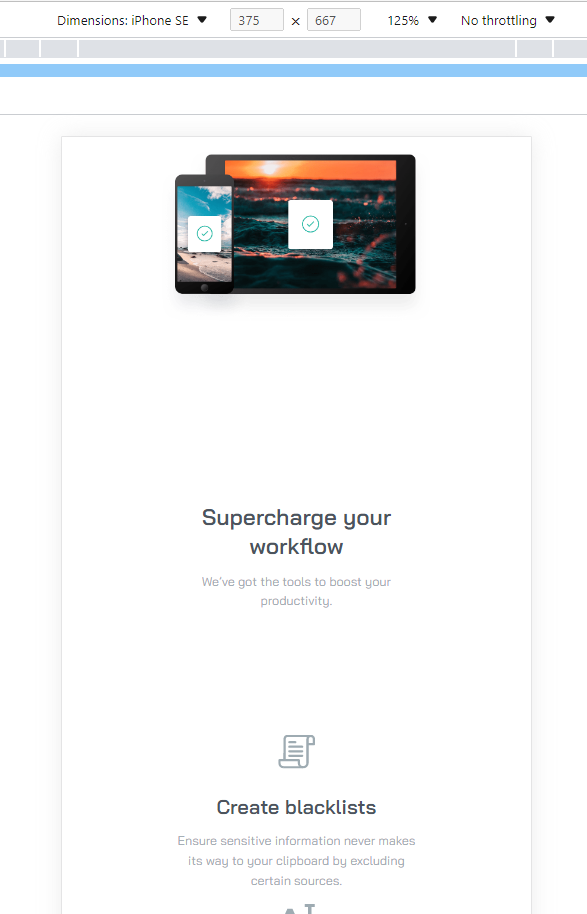 Dimensions: iPhone SE ▼ 375 × 667 125% ▼ No throttling ▼
Supercharge your
workflow
We've got the tools to boost your
productivity.
Create blacklists
Ensure sensitive information never makes
its way to your clipboard by excluding
certain sources.